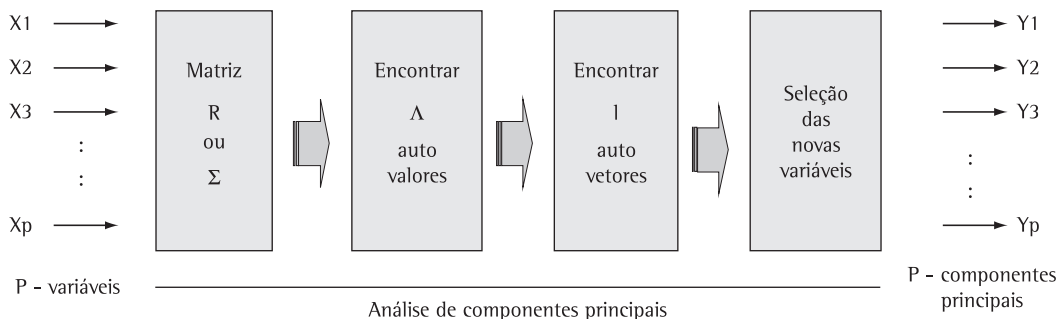 X1
X2
X3
:
:
Xp
P - variáveis
Matriz
R
ou
Σ
Encontrar
Λ
auto
valores
Encontrar
l
auto
vetores
Seleção
das
novas
variáveis
Análise de componentes principais
Y1
Y2
Y3
:
:
Yp
P - componentes
principais